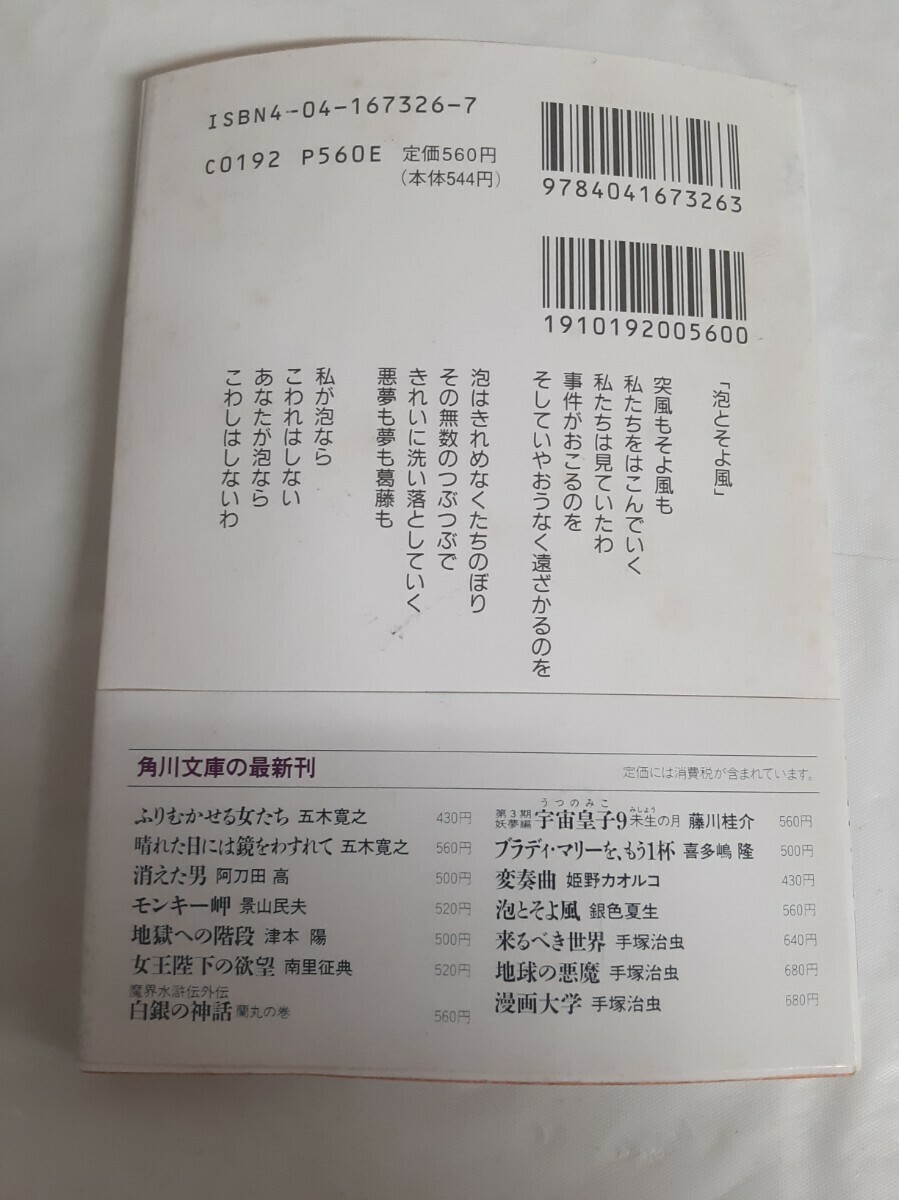 ISBN4-04-167326-7
C0192 P560E 定価560円
(本体544円)
9784041673263
1910192005600
「泡とそよ風」
突風もそよ風も
私たちをはこんでいく
私たちは見ていたわ
事件がおこるのを
そしていやおうなく遠ざかるのを
泡はきれめなくたちのぼり
その無数のつぶつぶで
きれいに洗い落としていく
悪夢も夢も葛藤も
私が泡なら
こわれはしない
あなたが泡なら
こわしはしないわ
角川文庫の最新刊
定価には消費税が含まれています。
ふりむかせる女たち 五木寛之 430円
晴れた日には鏡をわすれて 五木寛之 560円
消えた男 阿刀田 高 500円
モンキー岬 景山民夫 520円
地獄への階段 津本 陽 500円
女王陛下の欲望 南里征典 520円
魔界水滸伝外伝
白銀の神話 蘭丸の巻 560円
うつのみこ みしょう
第3期妖夢編 宇宙皇子9 未生の月 藤川桂介 560円
ブラディ・マリーを、もう1杯 喜多嶋 隆 500円
変奏曲 姫野カオルコ 430円
泡とそよ風 銀色夏生 560円
来るべき世界 手塚治虫 640円
地球の悪魔 手塚治虫 680円
漫画大学 手塚治虫 680円